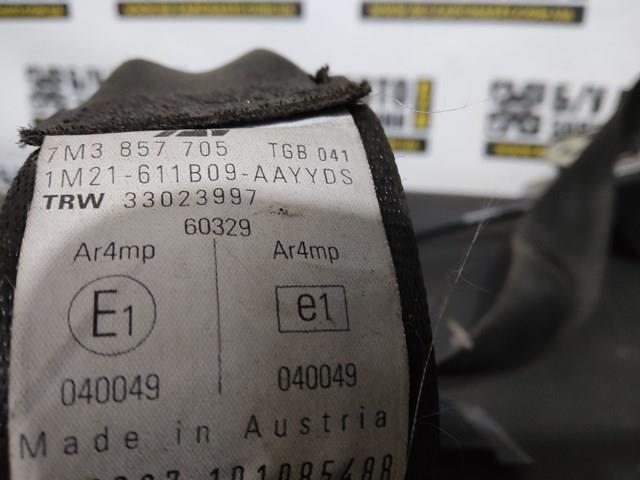 7M3 857 705 TGB 041
1M21-611B09-AAYYDS
TRW 33023997
60329
Ar4mp Ar4mp
E1 e1
040049 040049
Made in Austria
101085488